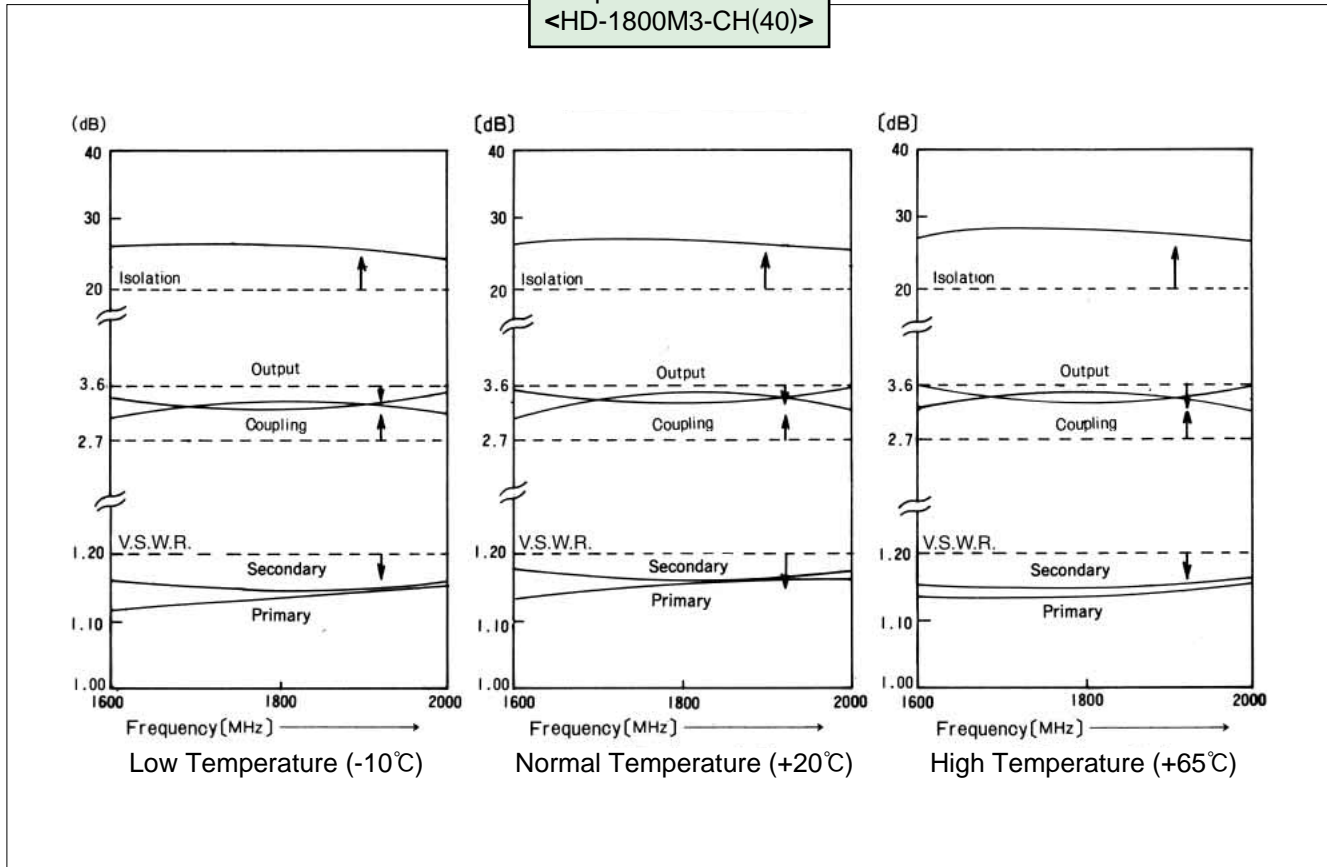 <HD-1800M3-CH(40)>
(dB)
40
30
Isolation
20
3.6
Output
Coupling
2.7
V.S.W.R.
1.20
Secondary
Primary
1.10
1.00
1600
1800
2000
Frequency[MHz]
Low Temperature (-10℃)
[dB]
40
30
Isolation
20
3.6
Output
Coupling
2.7
V.S.W.R.
1.20
Secondary
Primary
1.10
1.00
1600
1800
2000
Frequency[MHz]
Normal Temperature (+20℃)
[dB]
40
30
Isolation
20
3.6
Output
Coupling
2.7
V.S.W.R.
1.20
Secondary
Primary
1.10
1.00
1600
1800
2000
Frequency[MHz]
High Temperature (+65℃)